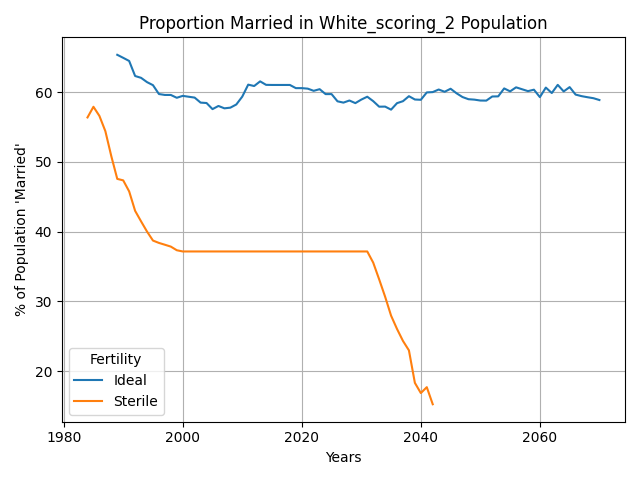 Proportion Married in White_scoring_2 Population
% of Population 'Married'
60
50
40
30
20
Fertility
Ideal
Sterile
1980
2000
2020
2040
2060
Years